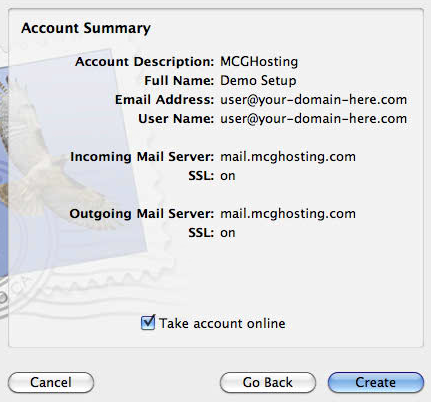 Account Summary
Account Description: MCGHosting
Full Name: Demo Setup
Email Address: user@your-domain-here.com
User Name: user@your-domain-here.com
Incoming Mail Server: mail.mcghosting.com
SSL: on
Outgoing Mail Server: mail.mcghosting.com
SSL: on
Take account online
Cancel Go Back Create